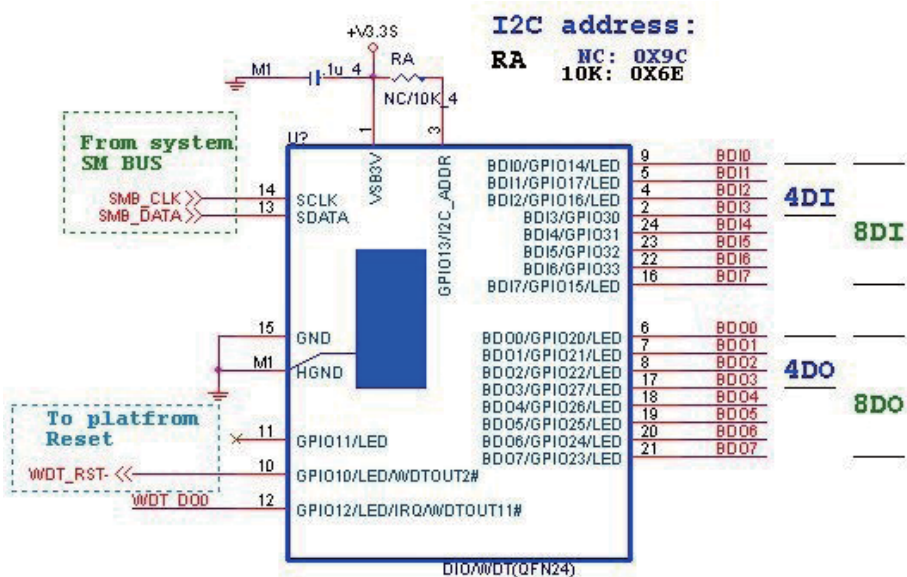 I2C address:
RA NC: 0X9C
10K: 0X6E
+V3.3S
M1 .1u_4 RA
NC/10K_4
From system
SM BUS
SMB_CLK
SMB_DATA
U?
1 3
VSB3V
GPIO13/I2C_ADDR
14 SCLK
13 SDATA
15 GND
M1 HGND
To platfrom
Reset
11 GPIO11/LED
WDT_RST- 10 GPIO10/LED/WDTOUT2#
WDT_DO0 12 GPIO12/LED/IRQ/WDTOUT11#
BDI0/GPIO14/LED 9 BDI0
BDI1/GPIO17/LED 5 BDI1
BDI2/GPIO16/LED 4 BDI2
BDI3/GPIO30 2 BDI3
BDI4/GPIO31 24 BDI4
BDI5/GPIO32 23 BDI5
BDI6/GPIO33 22 BDI6
BDI7/GPIO15/LED 16 BDI7
4DI
8DI
BDO0/GPIO20/LED 6 BDO0
BDO1/GPIO21/LED 7 BDO1
BDO2/GPIO22/LED 8 BDO2
BDO3/GPIO27/LED 17 BDO3
BDO4/GPIO26/LED 18 BDO4
BDO5/GPIO25/LED 19 BDO5
BDO6/GPIO24/LED 20 BDO6
BDO7/GPIO23/LED 21 BDO7
4DO
8DO
DIO/WDT(QFN24)